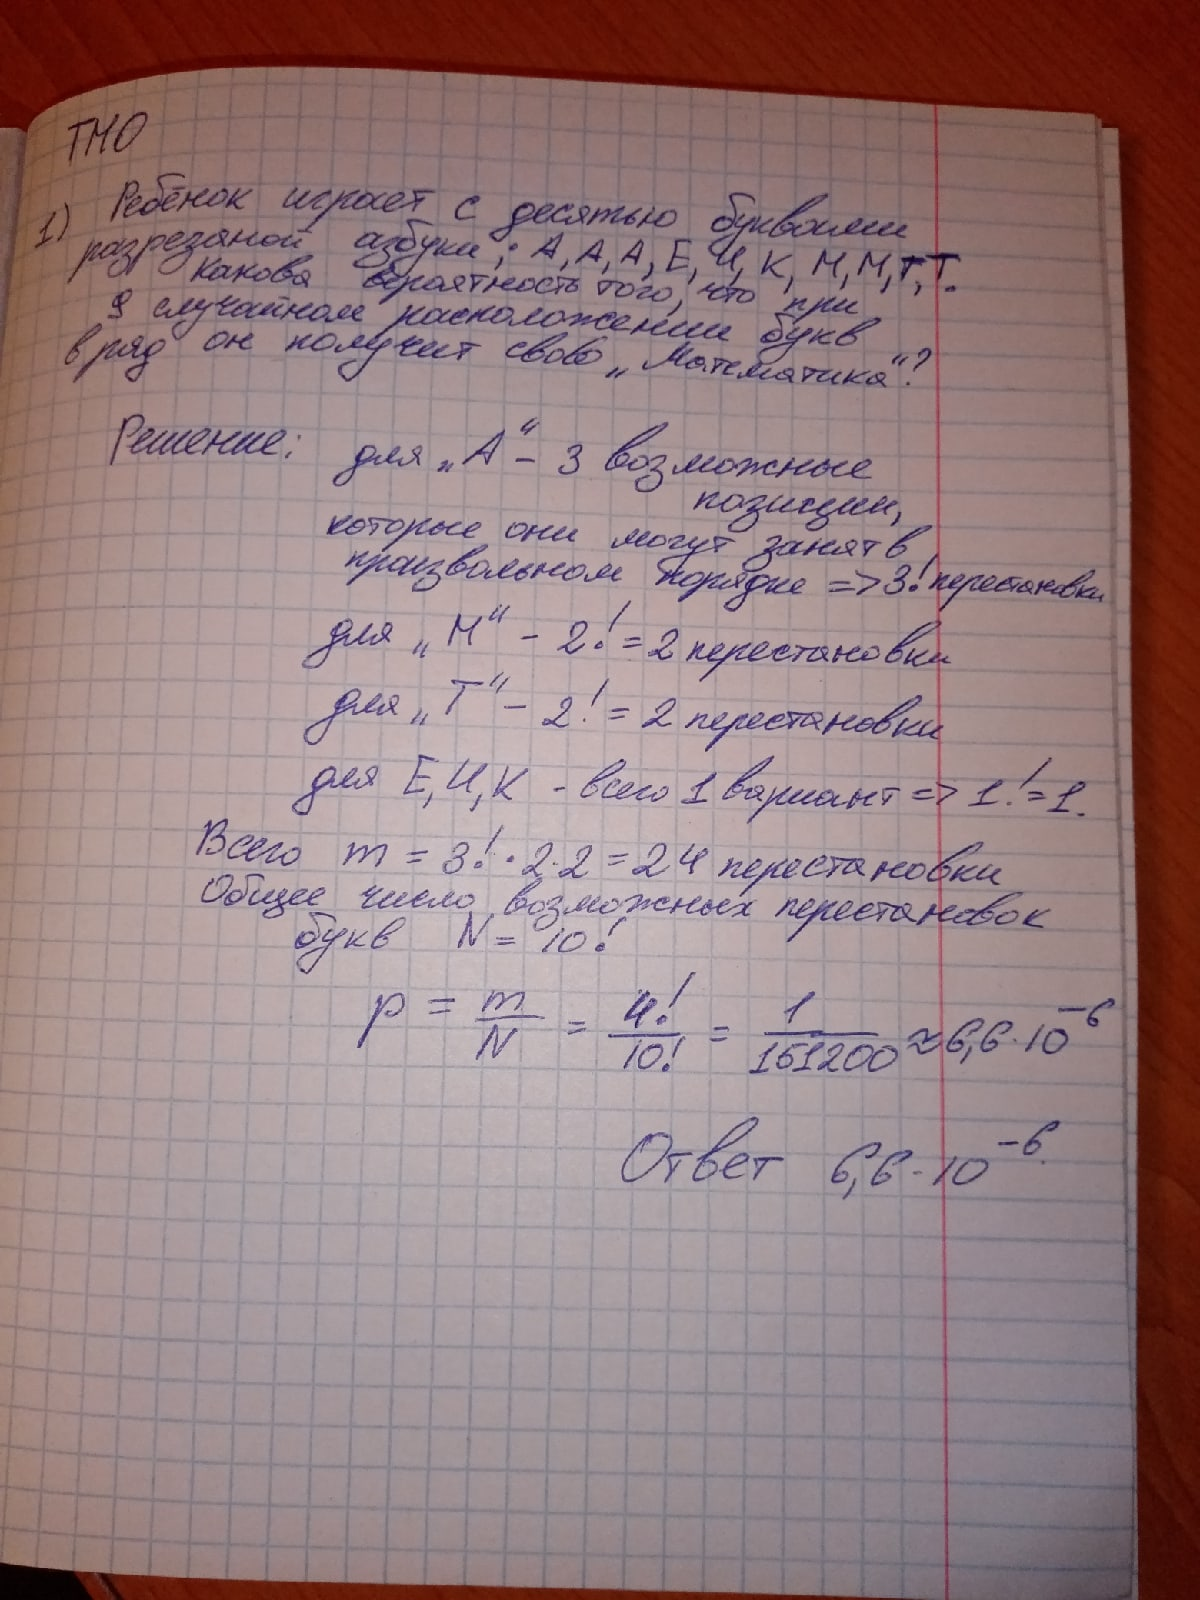 ТМО
1) Ребёнок играет с десятью буквами
разрезаной азбуки; А, А, А, Е, И, К, М, М, Т, Т.
Какова вероятность того, что при
в случайном расположении букв
в ряд он получит слово „Математика"?
Решение: для „А" – 3 возможные
позиции,
которые они могут занять в
произвольном порядке => 3! перестановки
для „М" – 2! = 2 перестановки
для „Т" – 2! = 2 перестановки
для Е, И, К - всего 1 вариант => 1! = 1.
Всего m = 3! · 2 · 2 = 24 перестановки
Общее число возможных перестановок
букв N = 10!
p = m/N = 4!/10! = 1/151200 ≈ 6,6·10⁻⁶
Ответ 6,6·10⁻⁶.